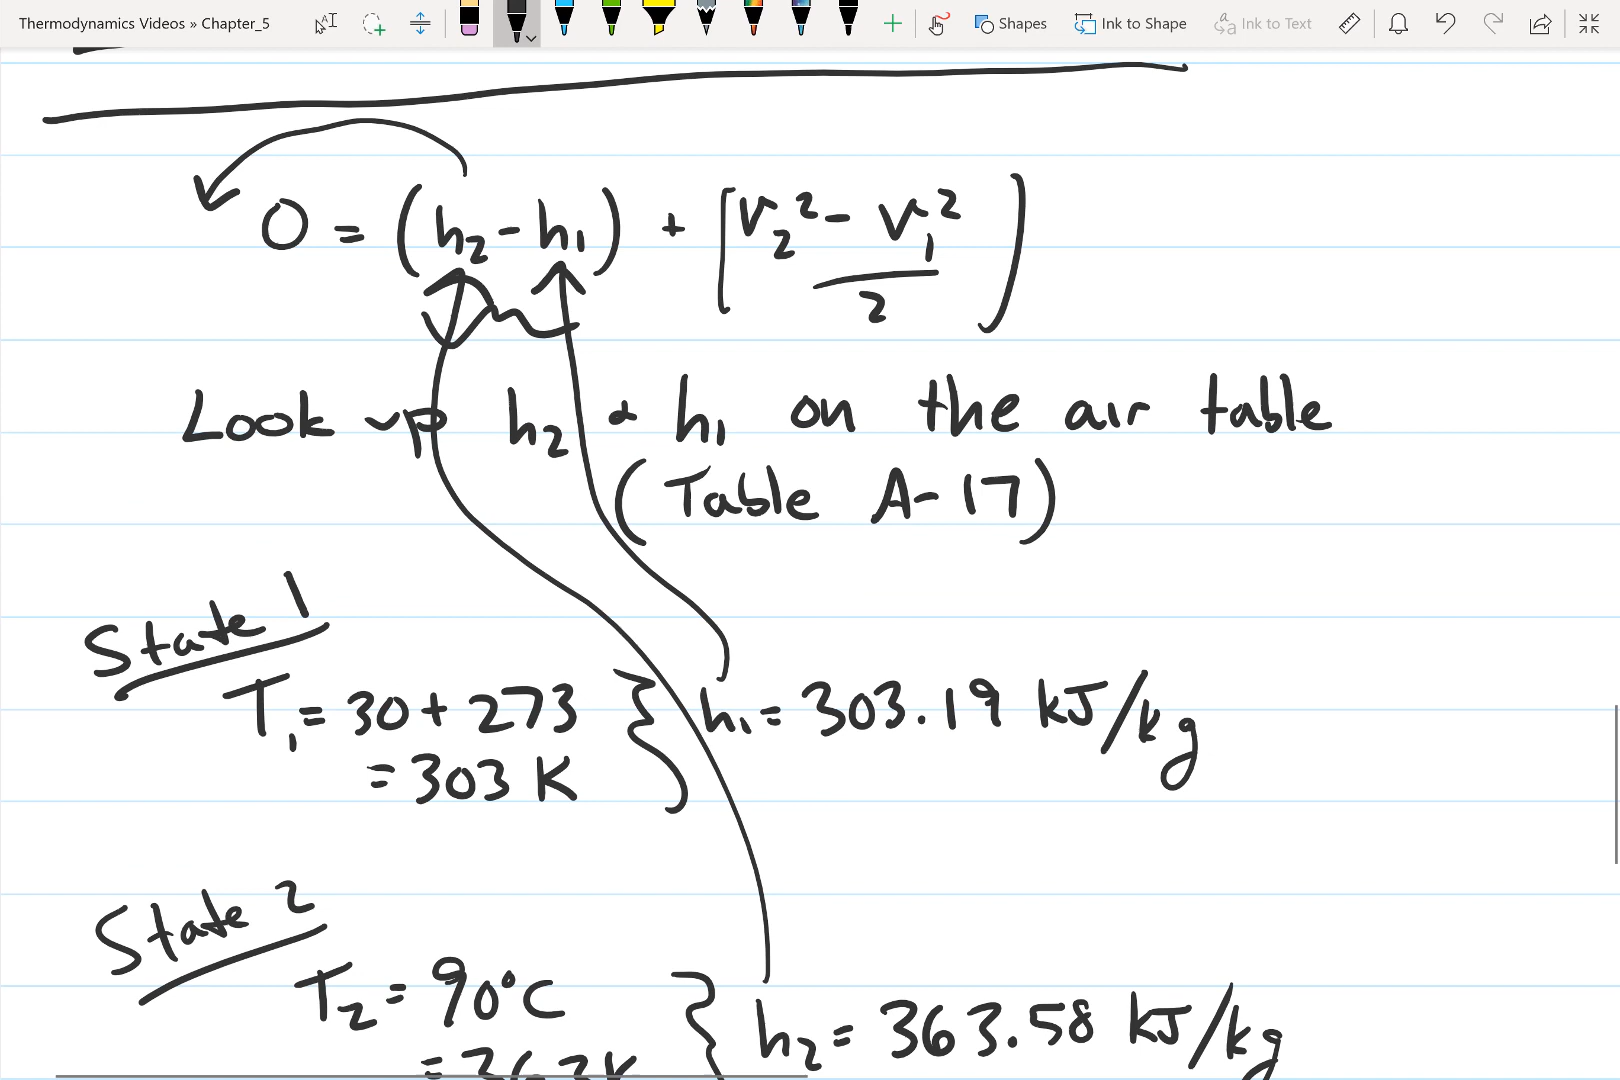 Thermodynamics Videos » Chapter_5
Shapes
Ink to Shape
Ink to Text
0 = (h₂ - h₁) + [V₂² - V₁² / 2)
Look up h₂ & h₁ on the air table
(Table A-17)
State 1
T₁ = 30 + 273
= 303 K
h₁ = 303.19 kJ/kg
State 2
T₂ = 90°C
= 363K
h₂ = 363.58 kJ/kg